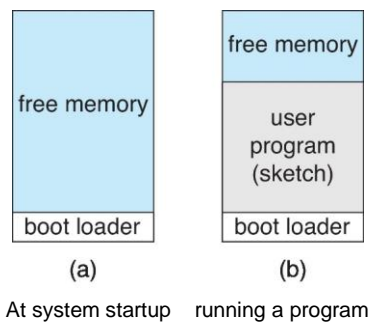 free memory
boot loader
(a)
At system startup
free memory
user
program
(sketch)
boot loader
(b)
running a program